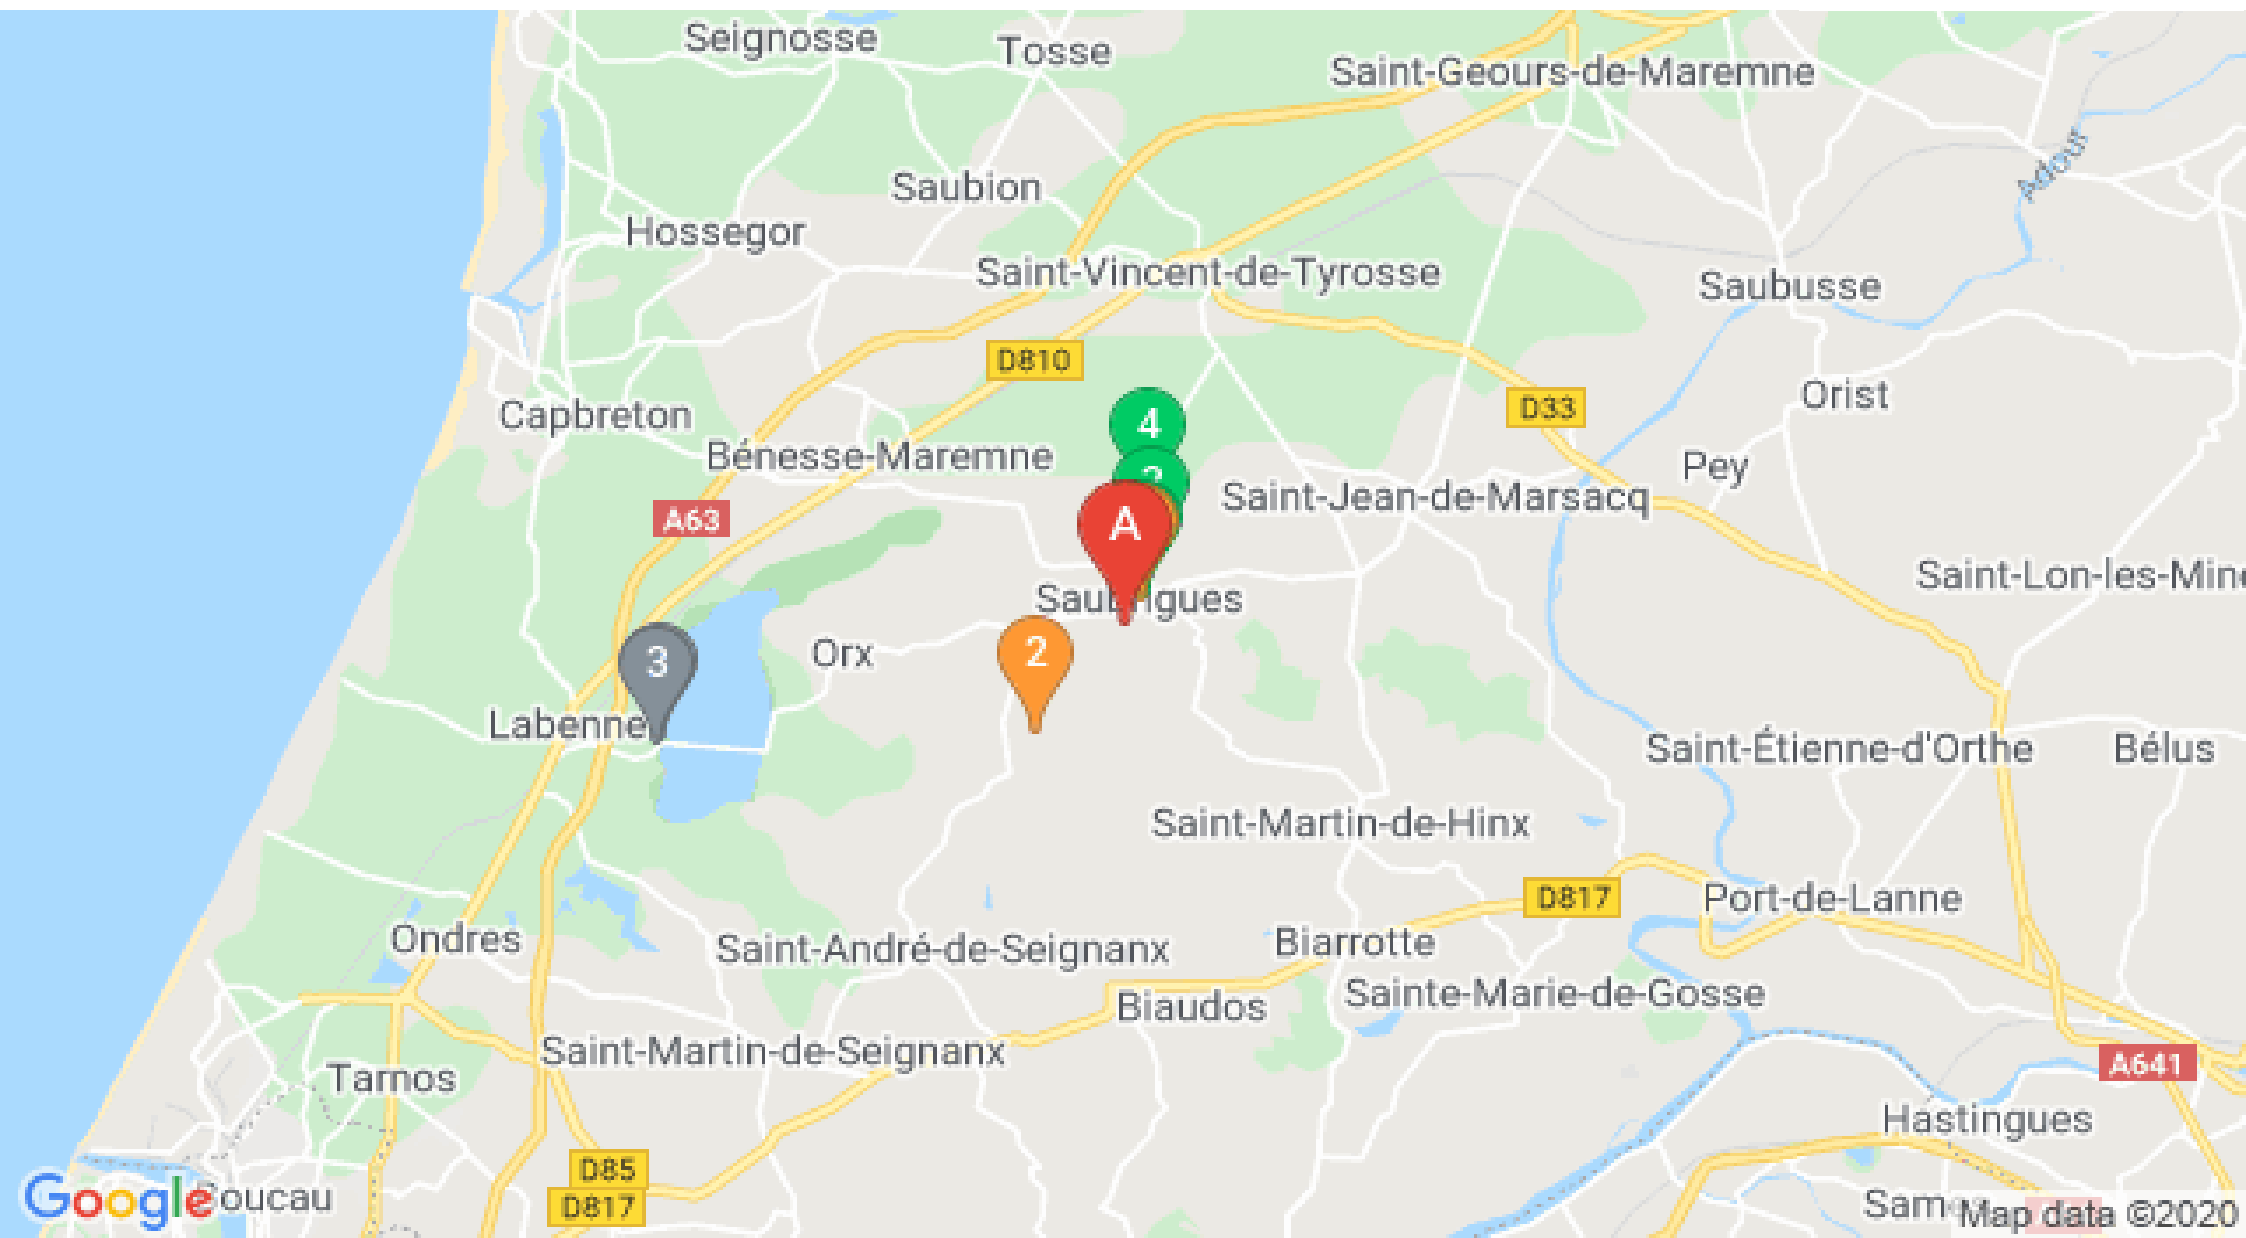 Seignosse
Tosse
Saint-Geours-de-Maremne
Adour
Saubion
Hossegor
Saint-Vincent-de-Tyrosse
Saubusse
D810
D33
Orist
Capbreton
4
Bénesse-Maremne
Pey
Saint-Jean-de-Marsacq
A63
A
Saint-Lon-les-Mine
Orx
2
3
Labenne
Saint-Étienne-d'Orthe
Bélus
Saint-Martin-de-Hinx
D817
Port-de-Lanne
Ondres
Saint-André-de-Seignanx
Biarrotte
Sainte-Marie-de-Gosse
Biaudos
Saint-Martin-de-Seignanx
A641
Tarnos
Hastingues
D85
D817
Google
oucau
Sam
Map data ©2020